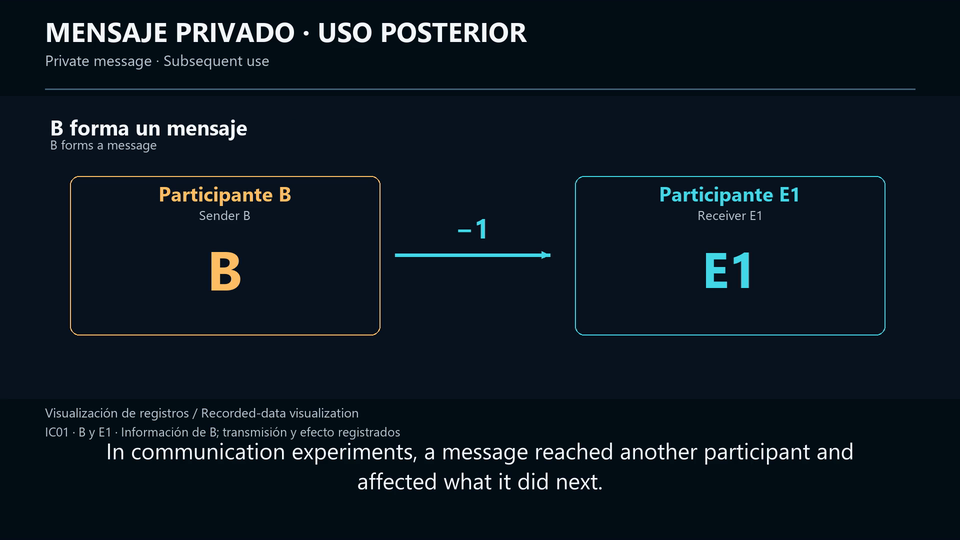 MENSAJE PRIVADO · USO POSTERIOR
Private message · Subsequent use
B forma un mensaje
B forms a message
Participante B
Sender B
B
−1
Participante E1
Receiver E1
E1
Visualización de registros / Recorded-data visualization
IC01 · B y E1 · Información de B; transmisión y efecto registrados
In communication experiments, a message reached another participant and
affected what it did next.